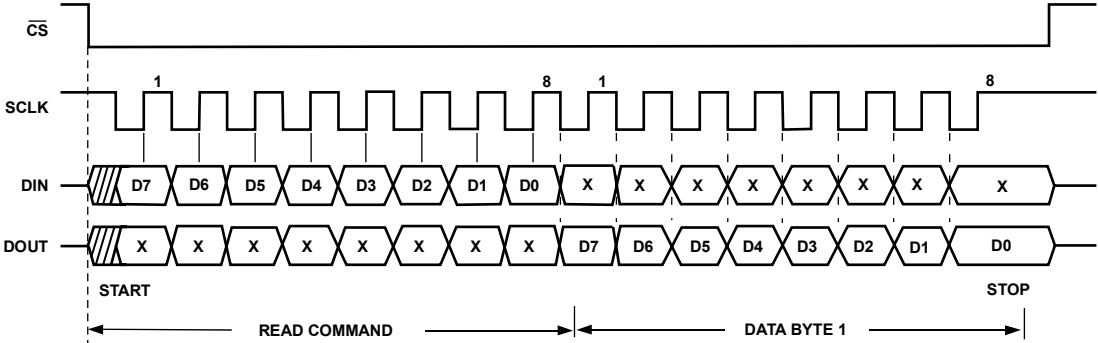 CS
1 8 1 8
SCLK
DIN D7 D6 D5 D4 D3 D2 D1 D0 X X X X X X X X
DOUT X X X X X X X X D7 D6 D5 D4 D3 D2 D1 D0
START STOP
READ COMMAND DATA BYTE 1